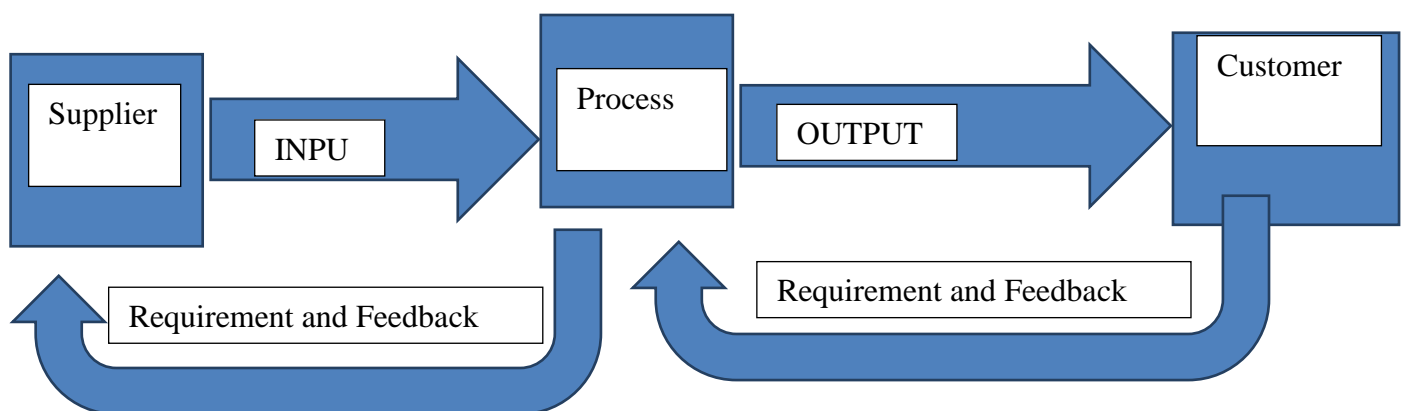 Supplier
INPU
Process
OUTPUT
Customer
Requirement and Feedback
Requirement and Feedback